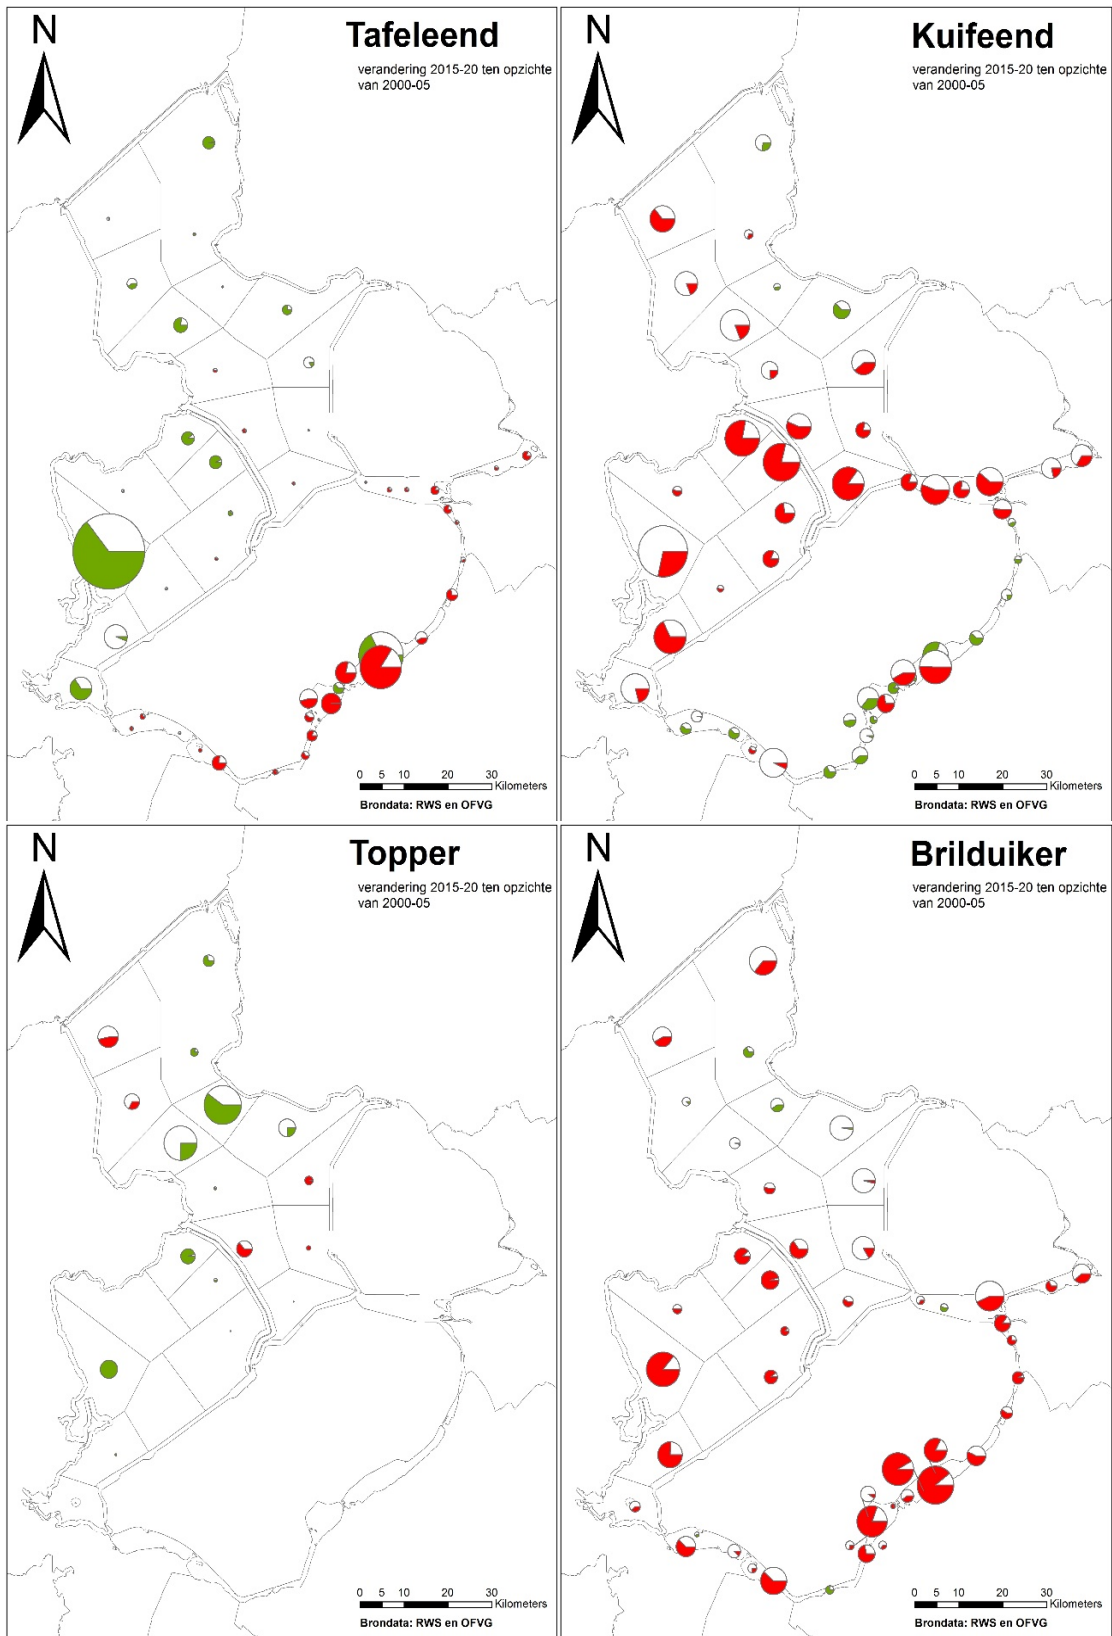 N
Tafeleend
verandering 2015-20 ten opzichte
van 2000-05
0 5 10 20 30
Kilometers
Brondata: RWS en OFVG
N
Kuifeend
verandering 2015-20 ten opzichte
van 2000-05
0 5 10 20 30
Kilometers
Brondata: RWS en OFVG
N
Topper
verandering 2015-20 ten opzichte
van 2000-05
0 5 10 20 30
Kilometers
Brondata: RWS en OFVG
N
Brilduiker
verandering 2015-20 ten opzichte
van 2000-05
0 5 10 20 30
Kilometers
Brondata: RWS en OFVG